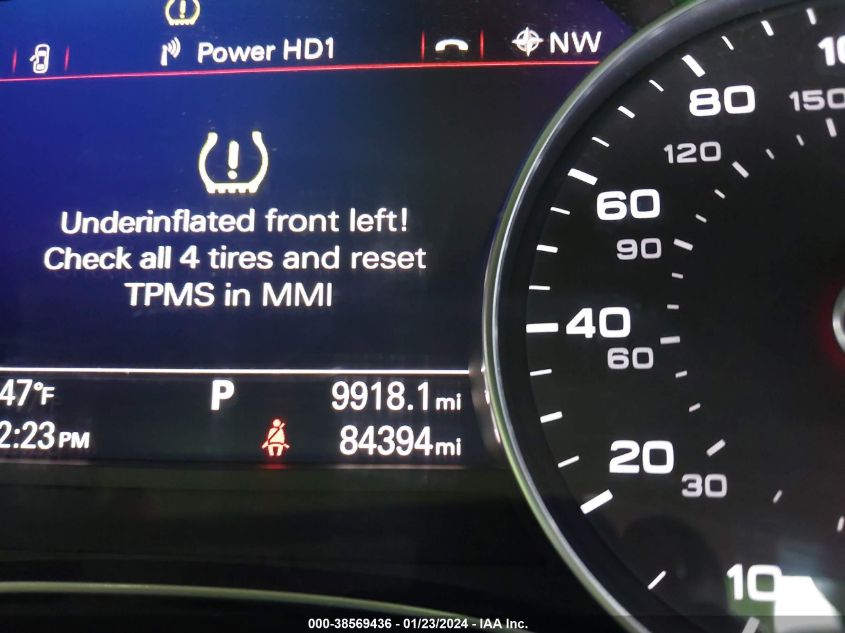 Power HD1
NW
Underinflated front left!
Check all 4 tires and reset
TPMS in MMI
47°F
P
9918.1 mi
2:23 PM
84394 mi
80
150
120
60
90
40
60
20
30
10
000-38569436 - 01/23/2024 - IAA Inc.